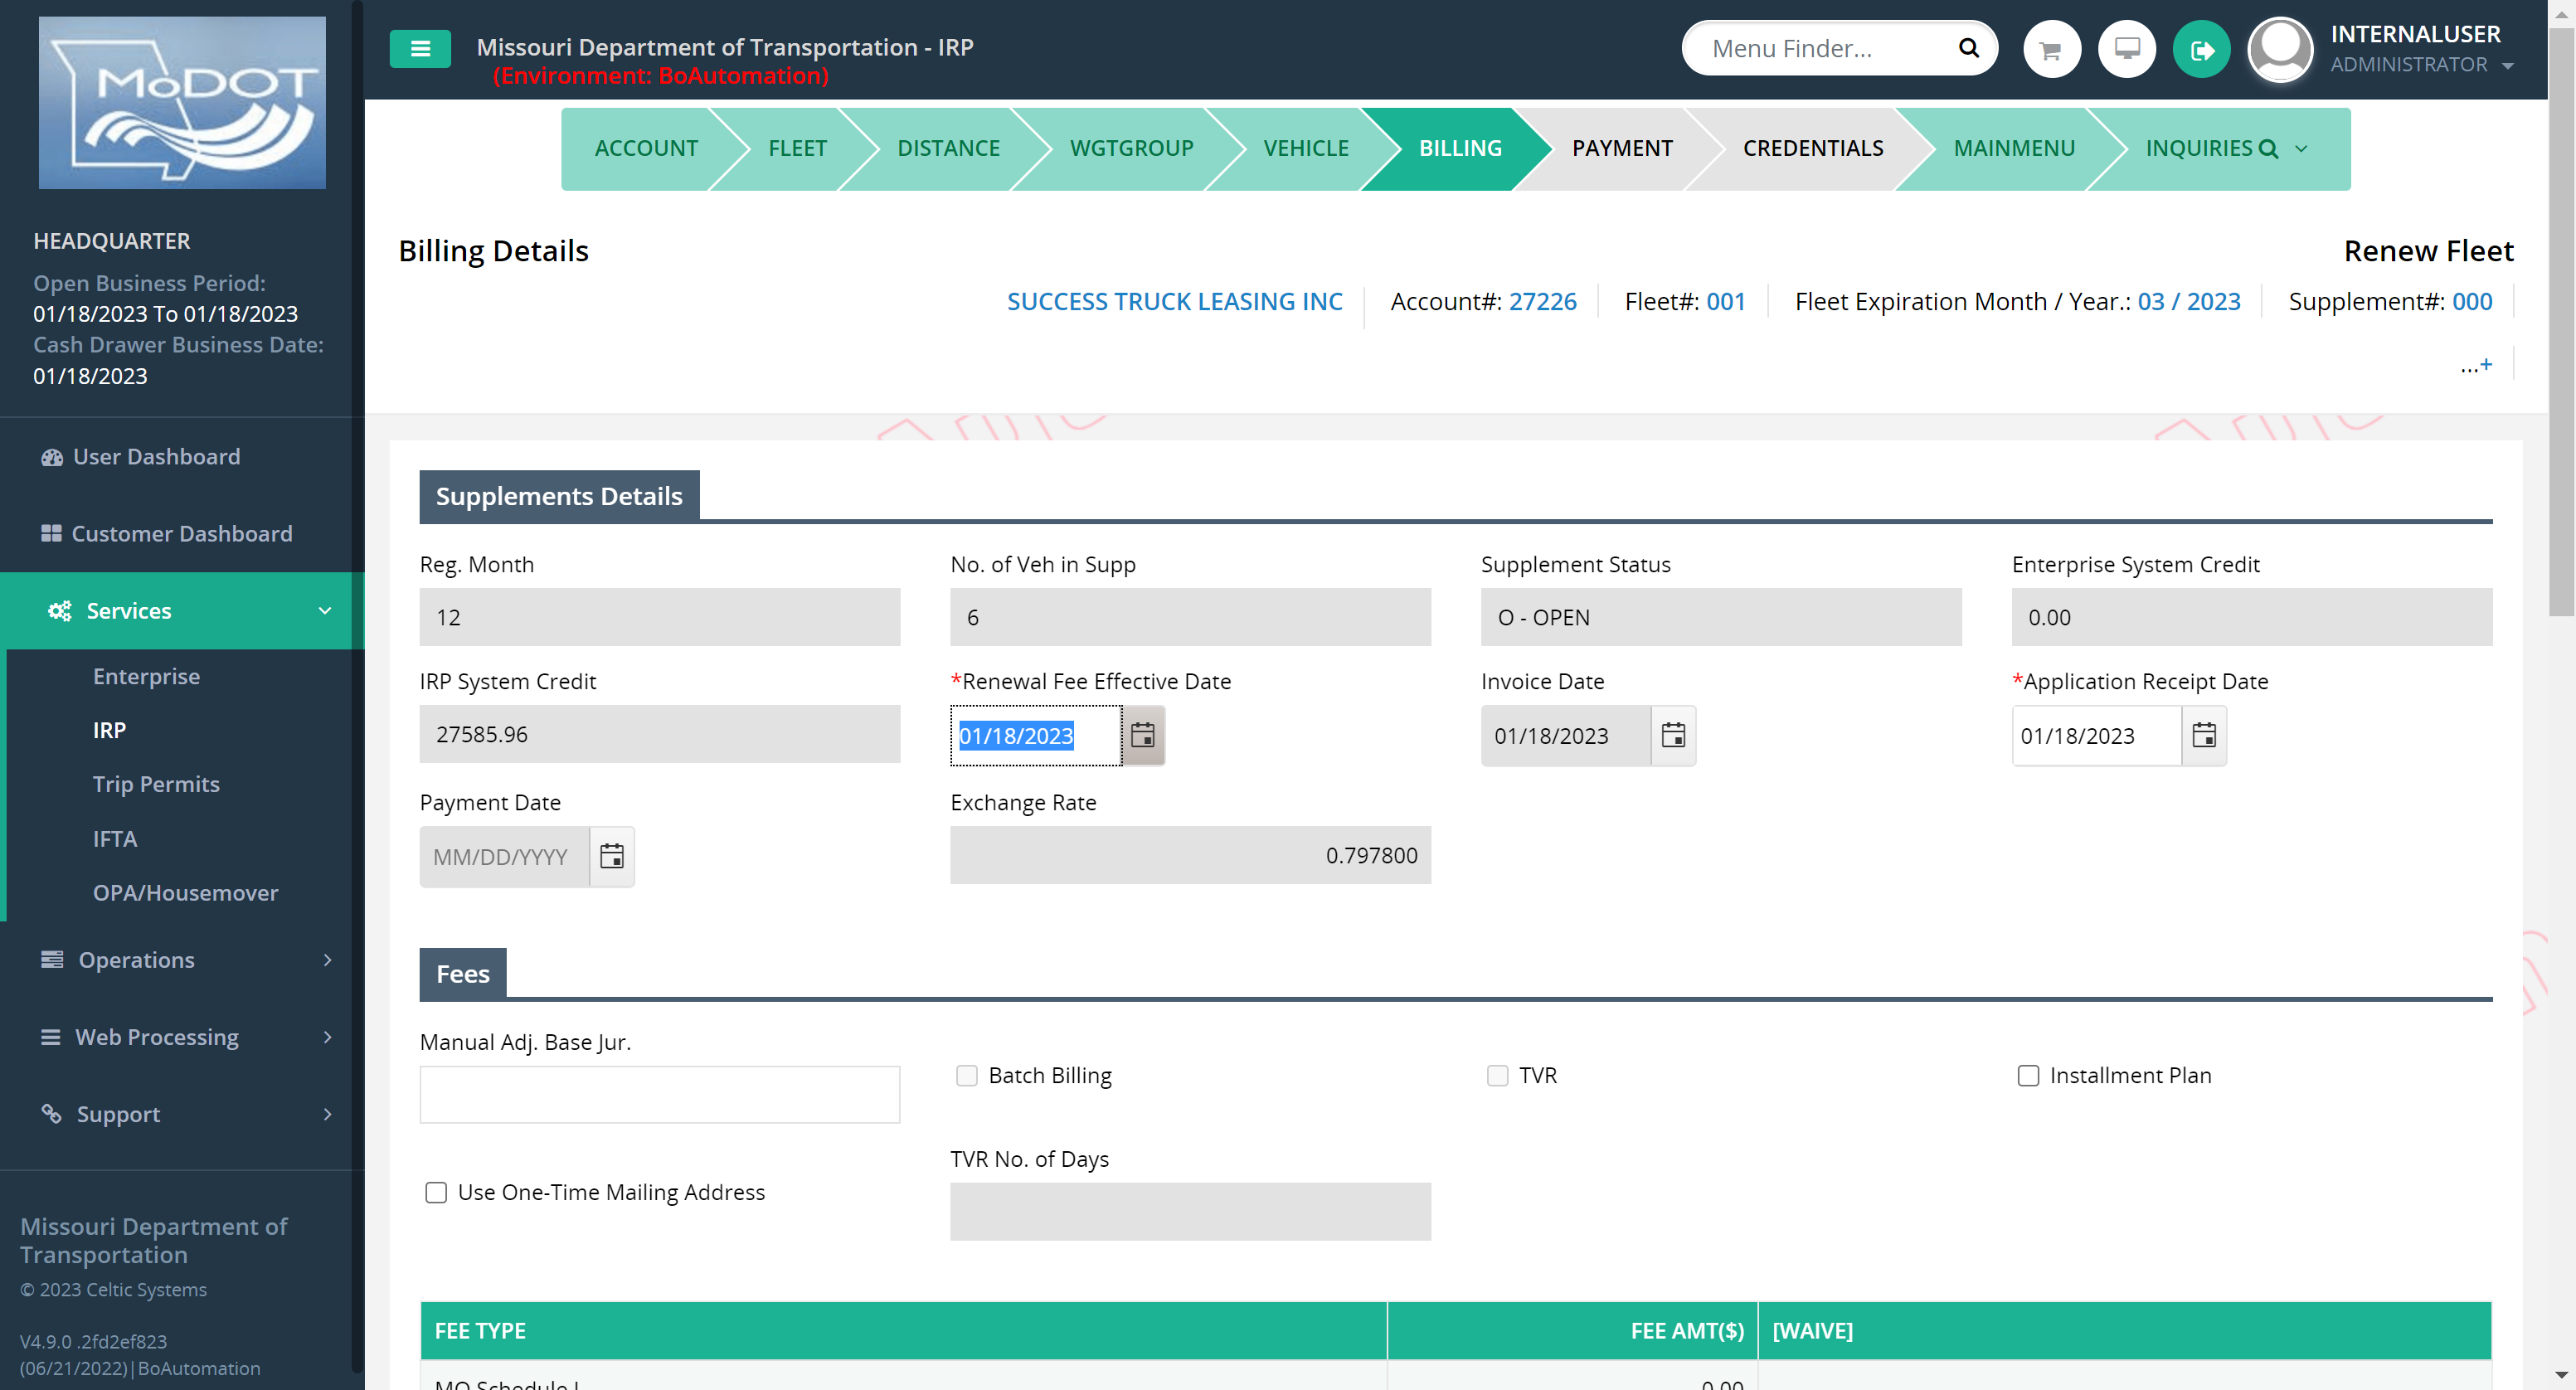 MoDOT
Missouri Department of Transportation - IRP
(Environment: BoAutomation)
Menu Finder...
INTERNALUSER
ADMINISTRATOR
ACCOUNT
FLEET
DISTANCE
WGTGROUP
VEHICLE
BILLING
PAYMENT
CREDENTIALS
MAINMENU
INQUIRIES
HEADQUARTER
Open Business Period:
01/18/2023 To 01/18/2023
Cash Drawer Business Date:
01/18/2023
User Dashboard
Customer Dashboard
Services
Enterprise
IRP
Trip Permits
IFTA
OPA/Housemover
Operations
Web Processing
Support
Missouri Department of
Transportation
© 2023 Celtic Systems
V4.9.0 .2fd2ef823
(06/21/2022)|BoAutomation
Billing Details
Renew Fleet
SUCCESS TRUCK LEASING INC
Account#: 27226
Fleet#: 001
Fleet Expiration Month / Year.: 03 / 2023
Supplement#: 000
...+
Supplements Details
Reg. Month
12
No. of Veh in Supp
6
Supplement Status
O - OPEN
Enterprise System Credit
0.00
IRP System Credit
27585.96
*Renewal Fee Effective Date
01/18/2023
Invoice Date
01/18/2023
*Application Receipt Date
01/18/2023
Payment Date
MM/DD/YYYY
Exchange Rate
0.797800
Fees
Manual Adj. Base Jur.
Batch Billing
TVR
Installment Plan
Use One-Time Mailing Address
TVR No. of Days
FEE TYPE
FEE AMT($)
[WAIVE]
MO Schedule I
0.00